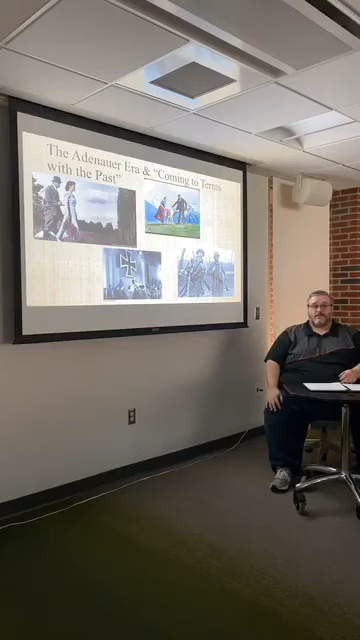 The Adenauer Era & "Coming to Terms
with the Past"